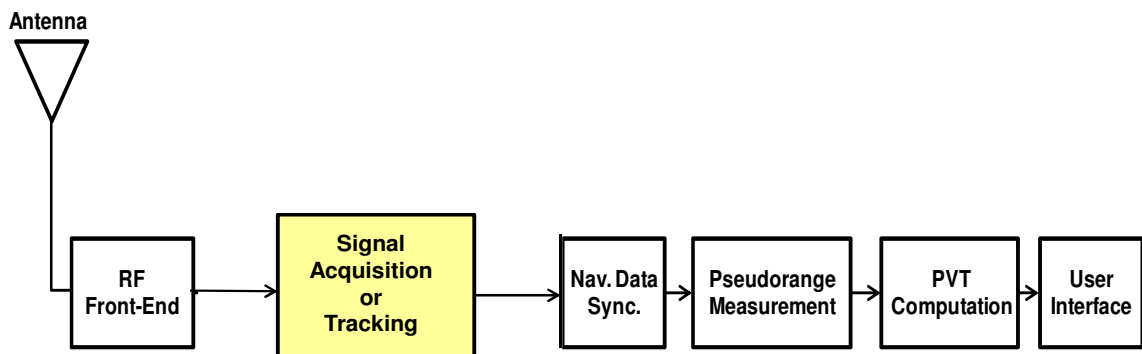 Antenna
RF
Front-End
Signal
Acquisition
or
Tracking
Nav. Data
Sync.
Pseudorange
Measurement
PVT
Computation
User
Interface